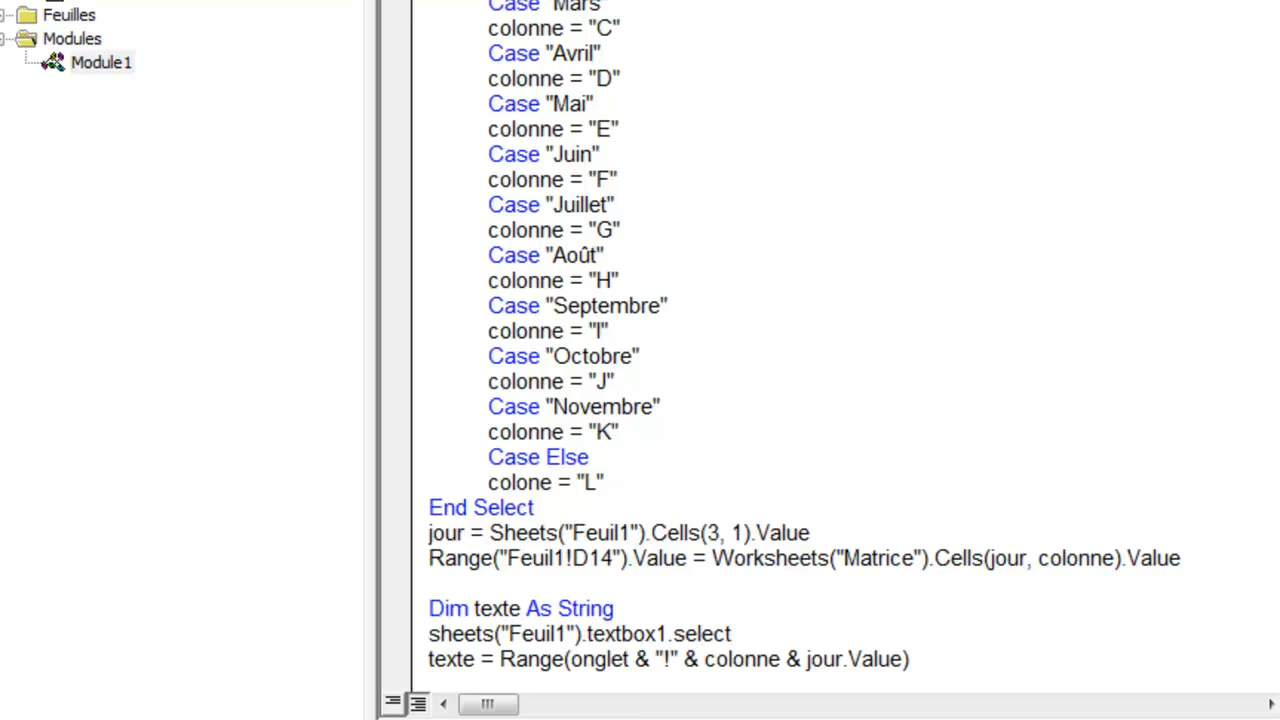 Feuilles
Modules
Module1
Case "Mars"
colonne = "C"
Case "Avril"
colonne = "D"
Case "Mai"
colonne = "E"
Case "Juin"
colonne = "F"
Case "Juillet"
colonne = "G"
Case "Août"
colonne = "H"
Case "Septembre"
colonne = "I"
Case "Octobre"
colonne = "J"
Case "Novembre"
colonne = "K"
Case Else
colone = "L"
End Select
jour = Sheets("Feuil1").Cells(3, 1).Value
Range("Feuil1!D14").Value = Worksheets("Matrice").Cells(jour, colonne).Value
Dim texte As String
sheets("Feuil1").textbox1.select
texte = Range(onglet & "!" & colonne & jour.Value)